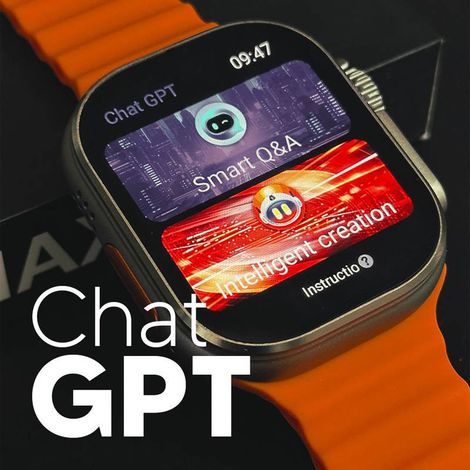 09:47
Chat GPT
Smart Q&A
Intelligent creation
Instructio?
Chat
GPT